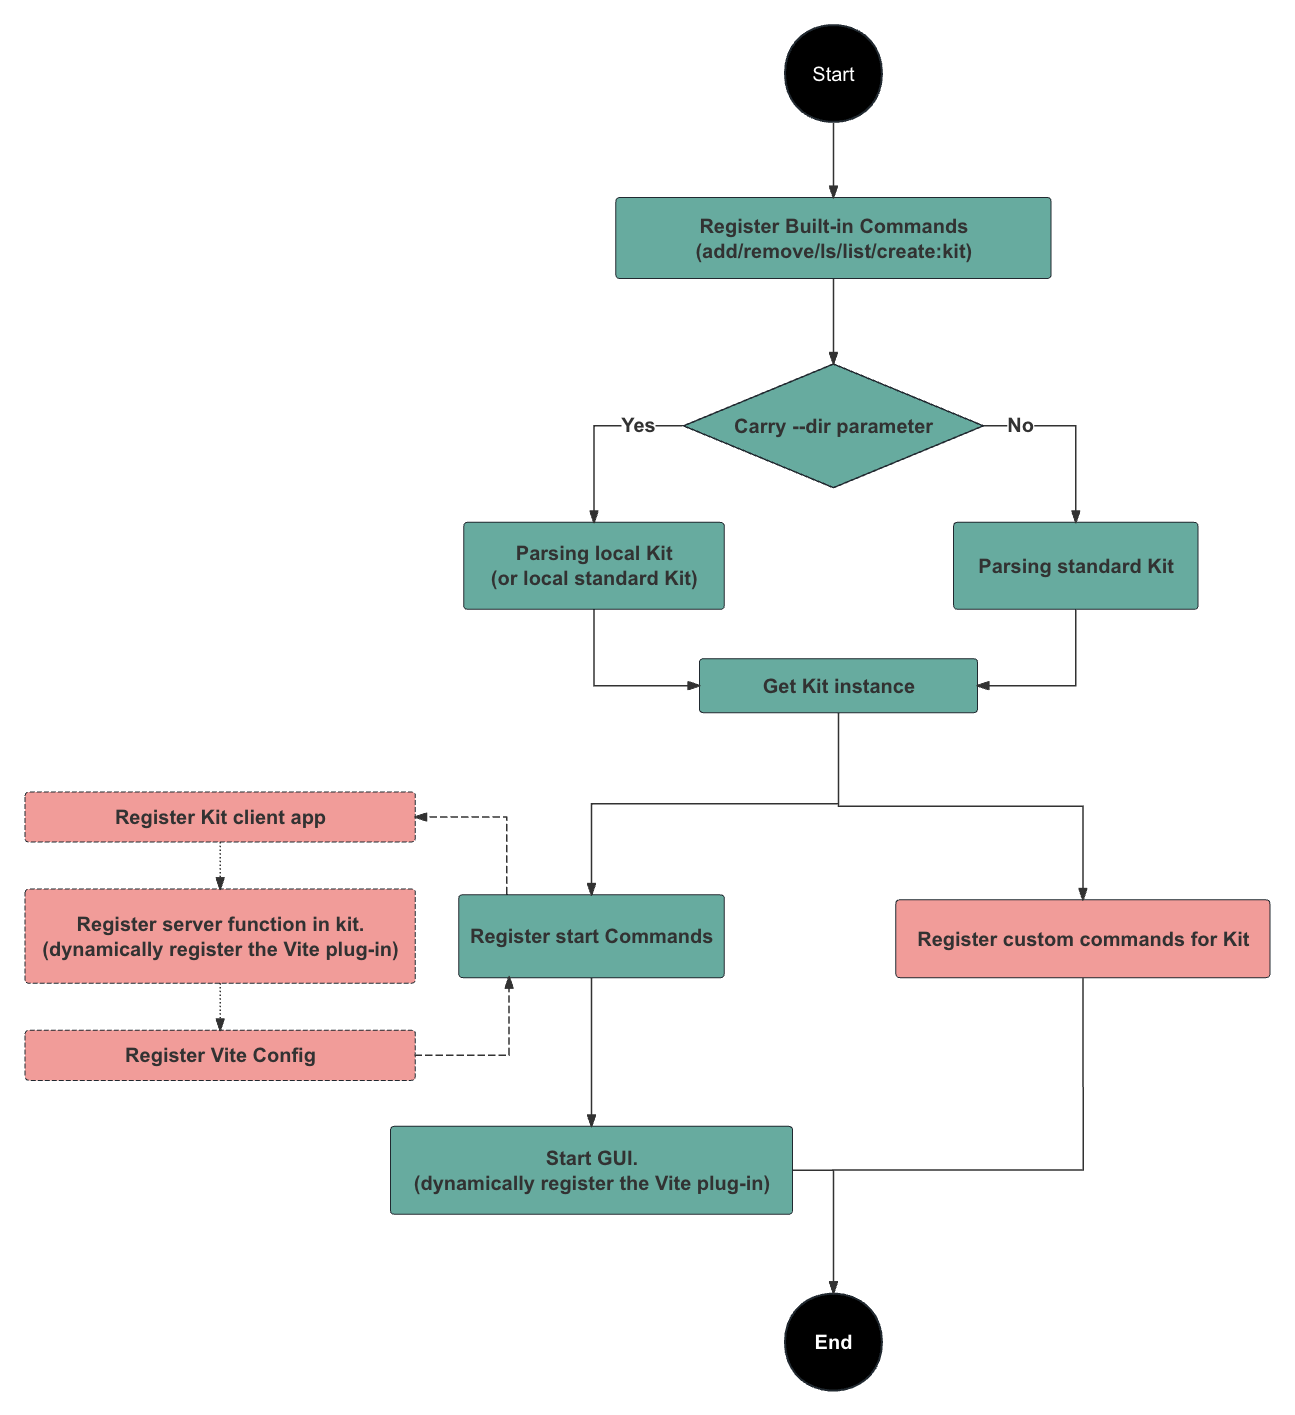 Start
Register Built-in Commands
(add/remove/ls/list/create:kit)
Carry --dir parameter
Yes
No
Parsing local Kit
(or local standard Kit)
Parsing standard Kit
Get Kit instance
Register Kit client app
Register server function in kit.
(dynamically register the Vite plug-in)
Register start Commands
Register custom commands for Kit
Register Vite Config
Start GUI.
(dynamically register the Vite plug-in)
End